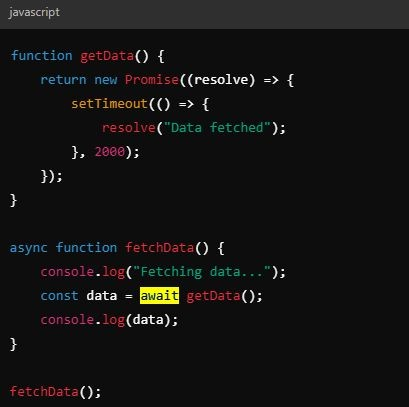 javascript
function getData() {
    return new Promise((resolve) => {
        setTimeout(() => {
            resolve("Data fetched");
        }, 2000);
    });
}

async function fetchData() {
    console.log("Fetching data...");
    const data = await getData();
    console.log(data);
}

fetchData();